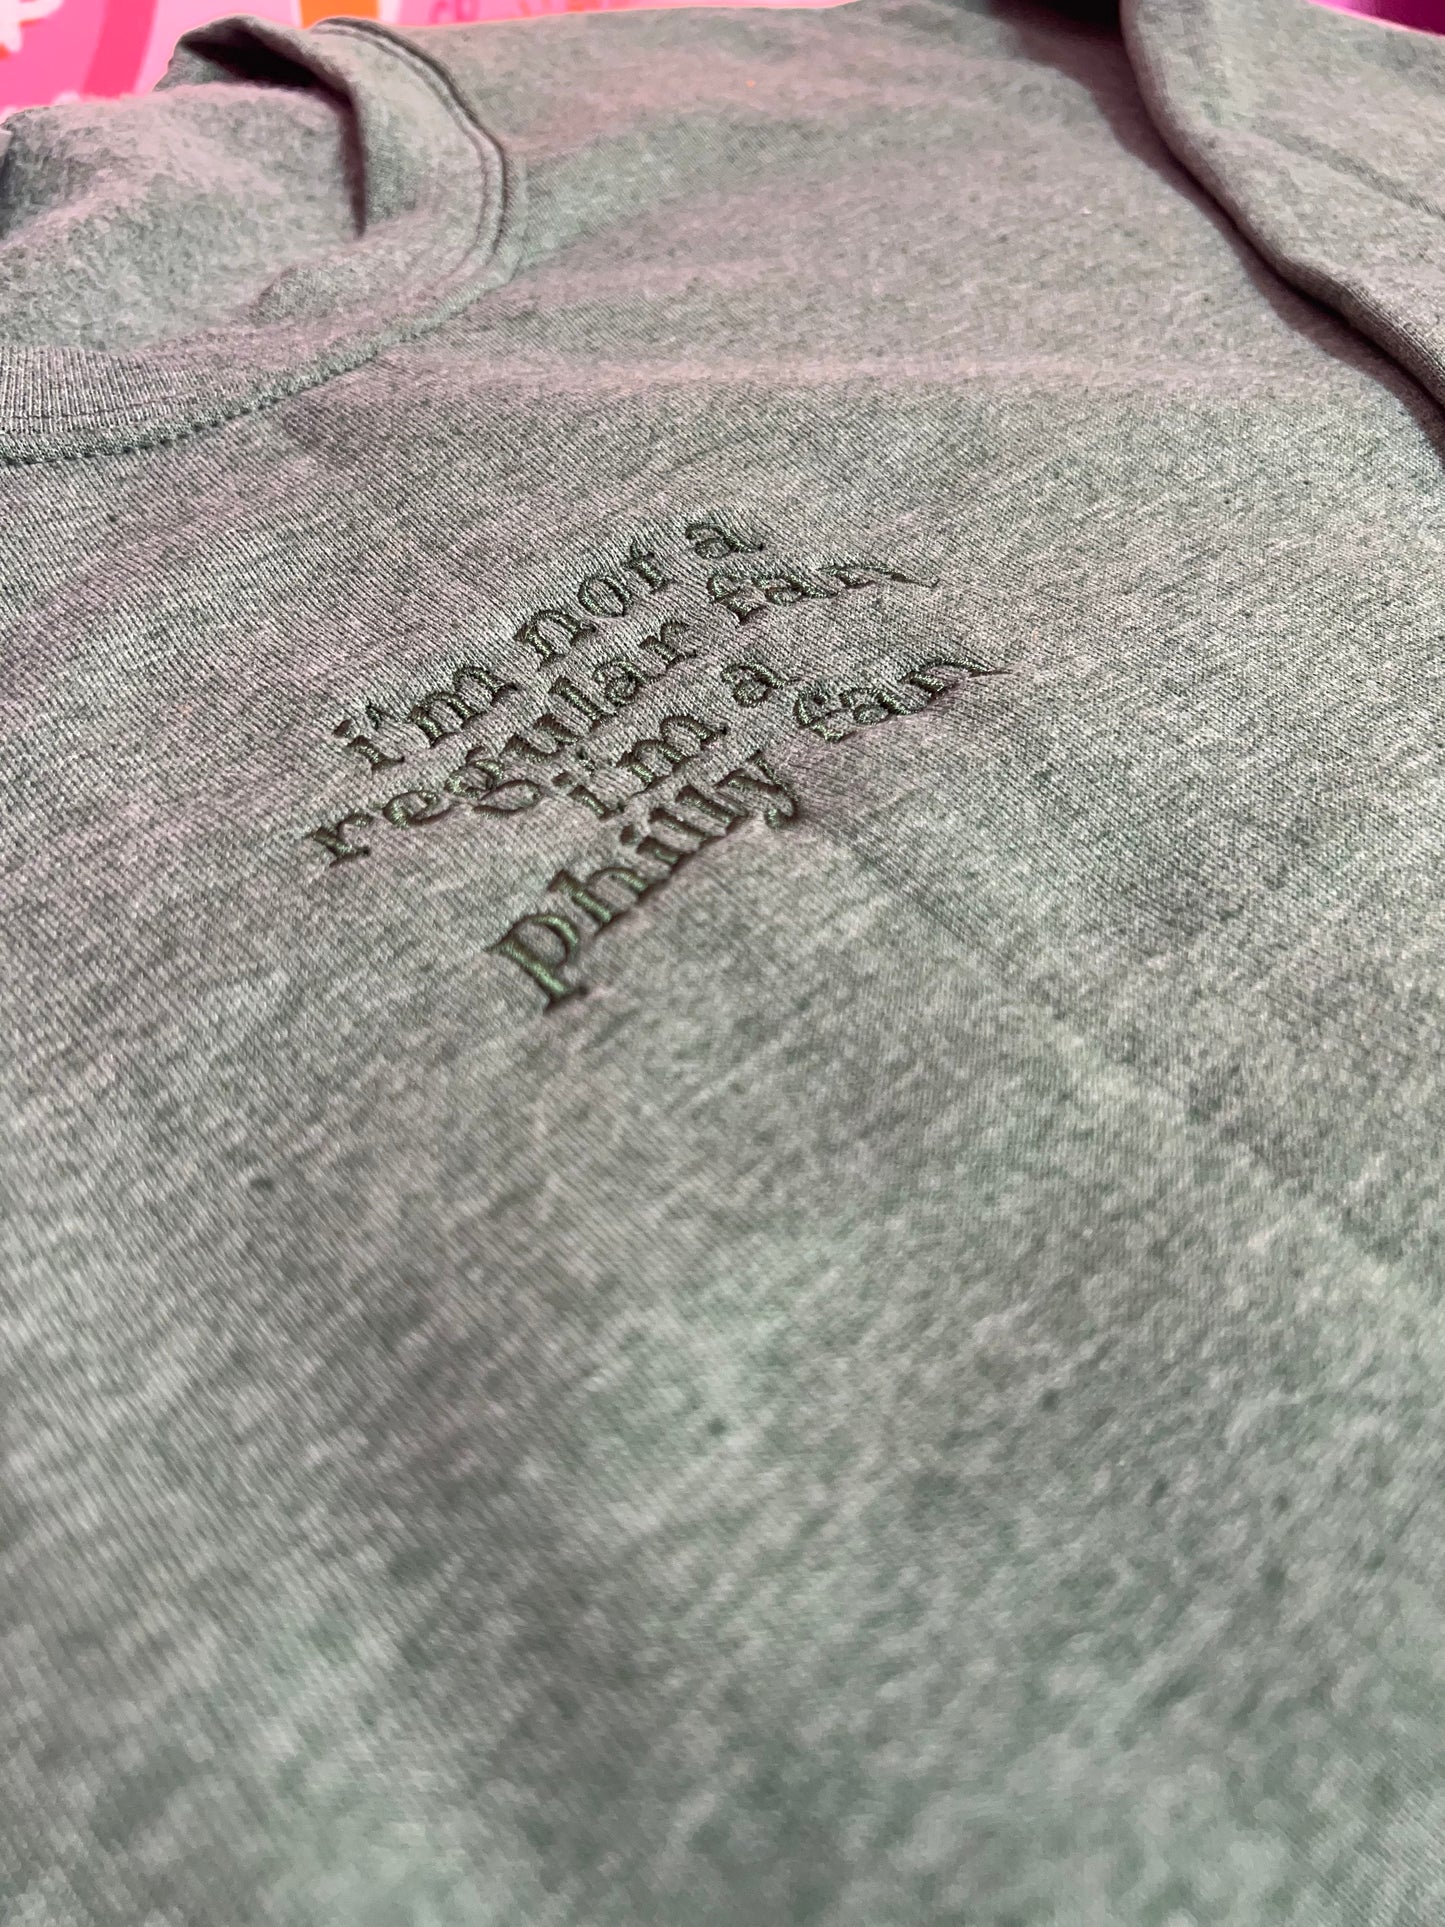 i'm not a
regular fan
i'm a
philly fan